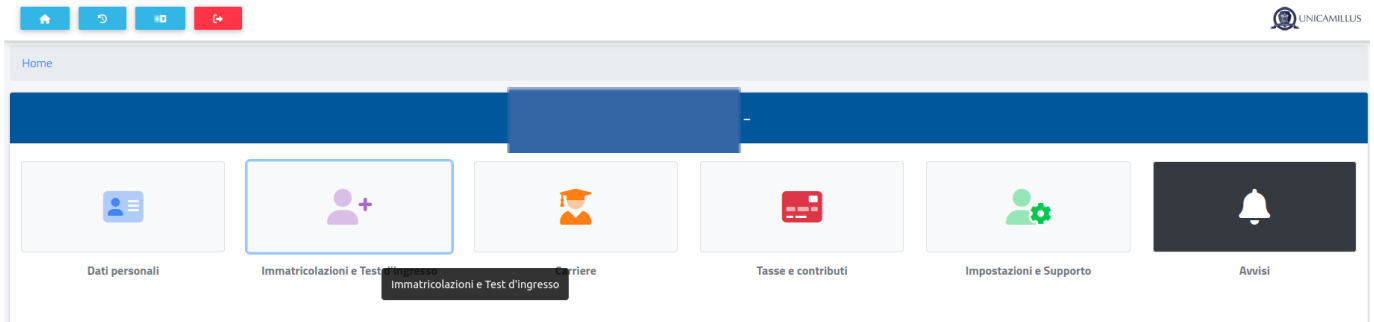 UNICAMILLUS
Home
-
Dati personali
Immatricolazioni e Test d'ingresso
Carriere
Tasse e contributi
Impostazioni e Supporto
Avvisi
Immatricolazioni e Test d'ingresso